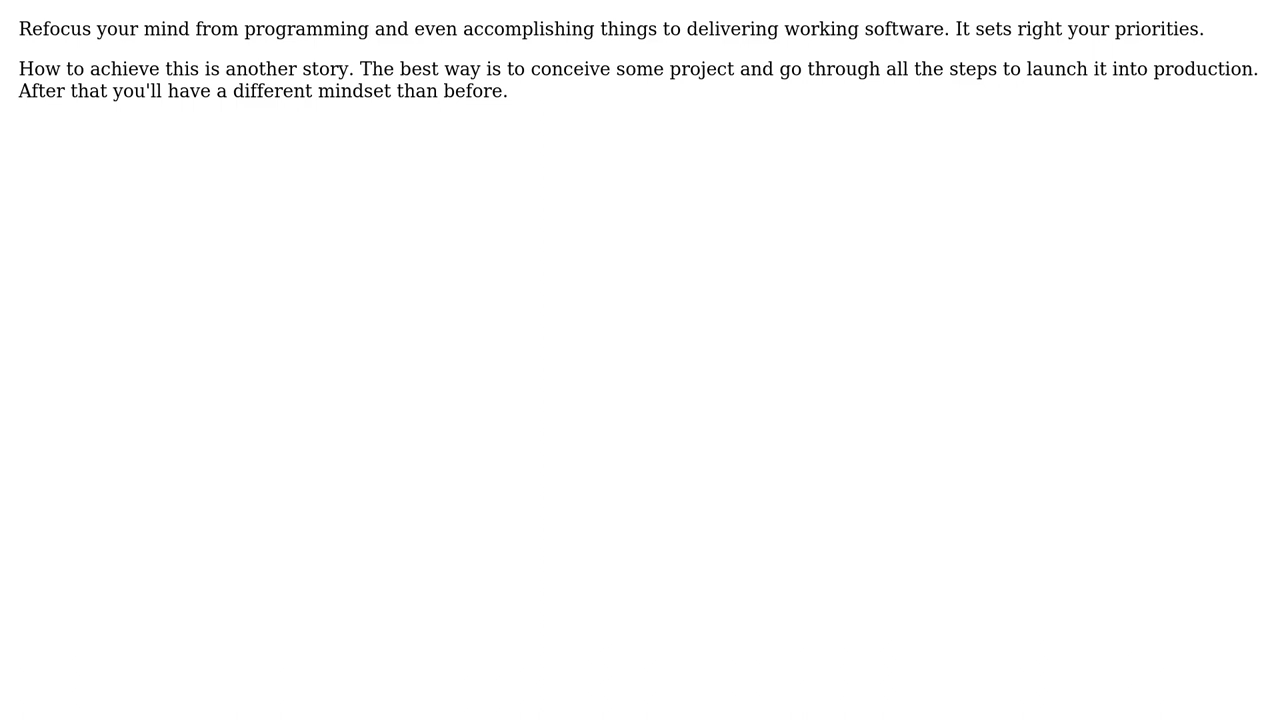 Refocus your mind from programming and even accomplishing things to delivering working software. It sets right your priorities.
How to achieve this is another story. The best way is to conceive some project and go through all the steps to launch it into production.
After that you'll have a different mindset than before.